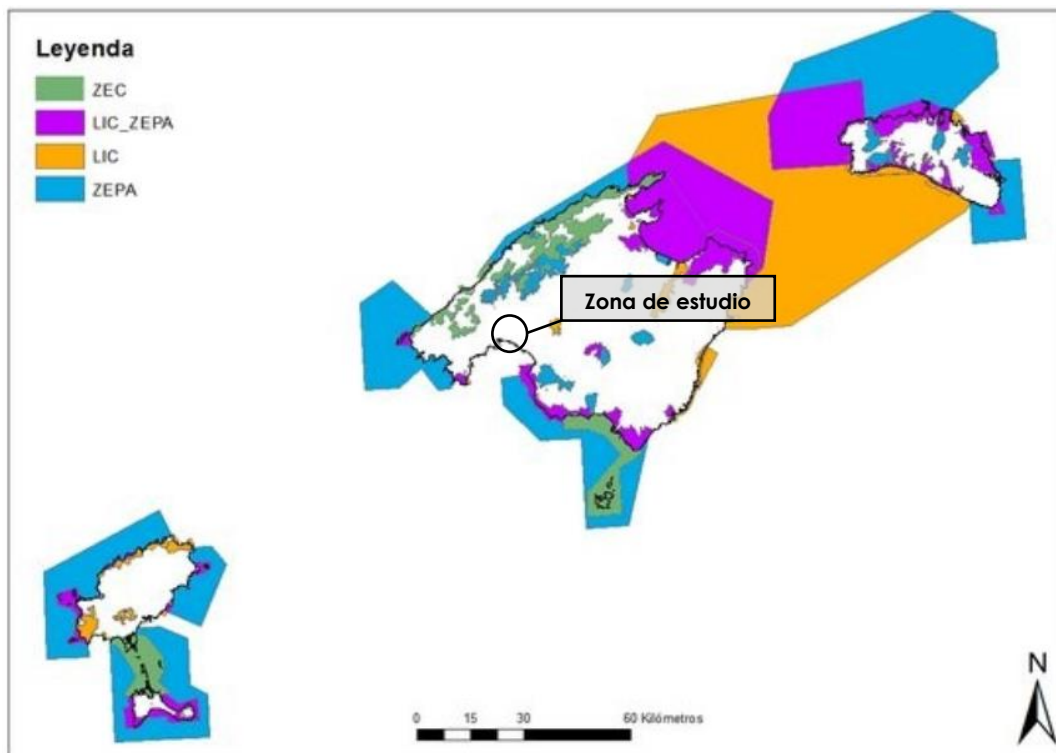 Leyenda
ZEC
LIC_ZEPA
LIC
ZEPA
Zona de estudio
N
0 15 30 60 Kilómetros